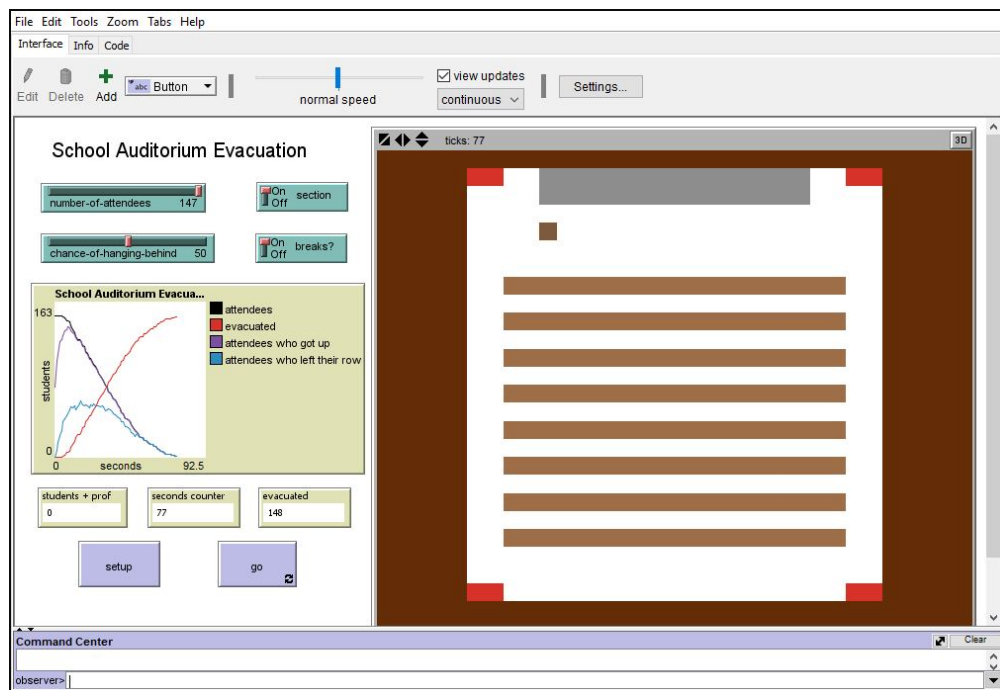 File Edit Tools Zoom Tabs Help
Interface Info Code
Edit Delete Add abc Button normal speed view updates continuous Settings...
School Auditorium Evacuation
ticks: 77 3D
number-of-attendees 147
On Off section
chance-of-hanging-behind 50
On Off breaks?
School Auditorium Evacua...
163
students
0
0 seconds 92.5
attendees
evacuated
attendees who got up
attendees who left their row
students + prof
0
seconds counter
77
evacuated
148
setup
go
Command Center Clear
observer>